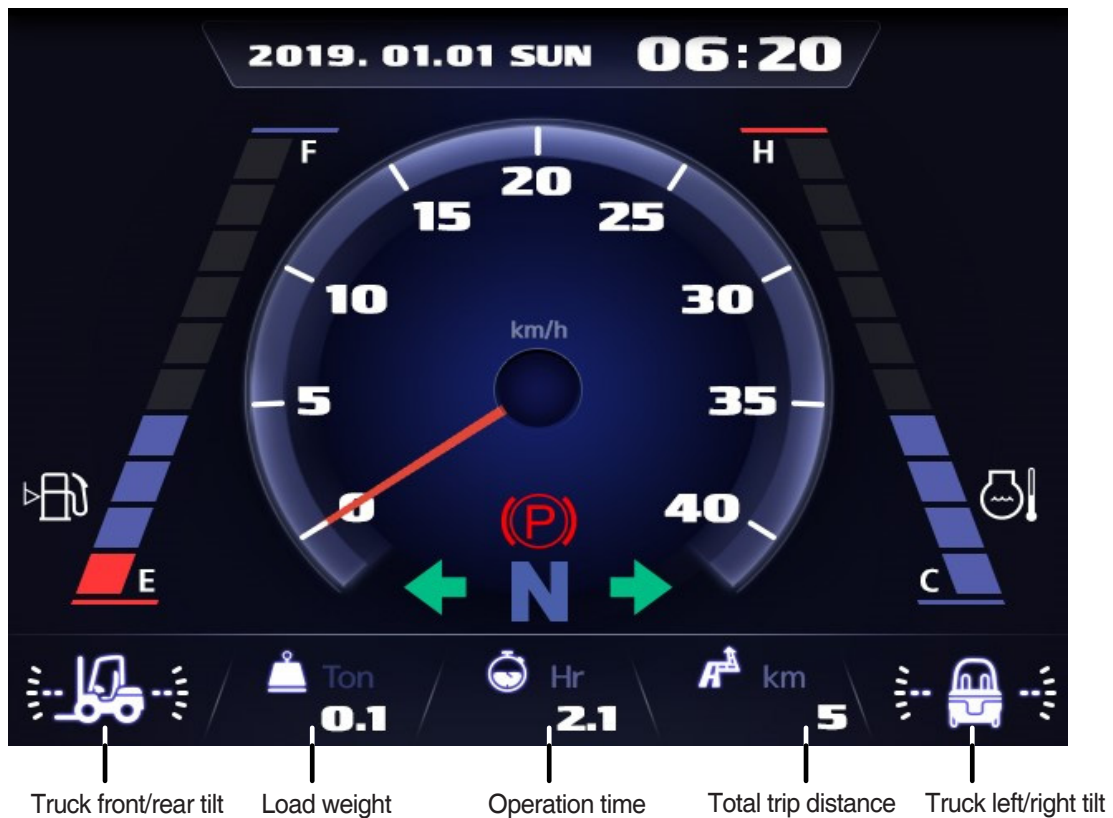 2019. 01.01 SUN 06:20
F
H
20
15
25
10
30
km/h
5
35
0
40
P
E
N
C
Ton
Hr
km
0.1
2.1
5
Truck front/rear tilt
Load weight
Operation time
Total trip distance
Truck left/right tilt